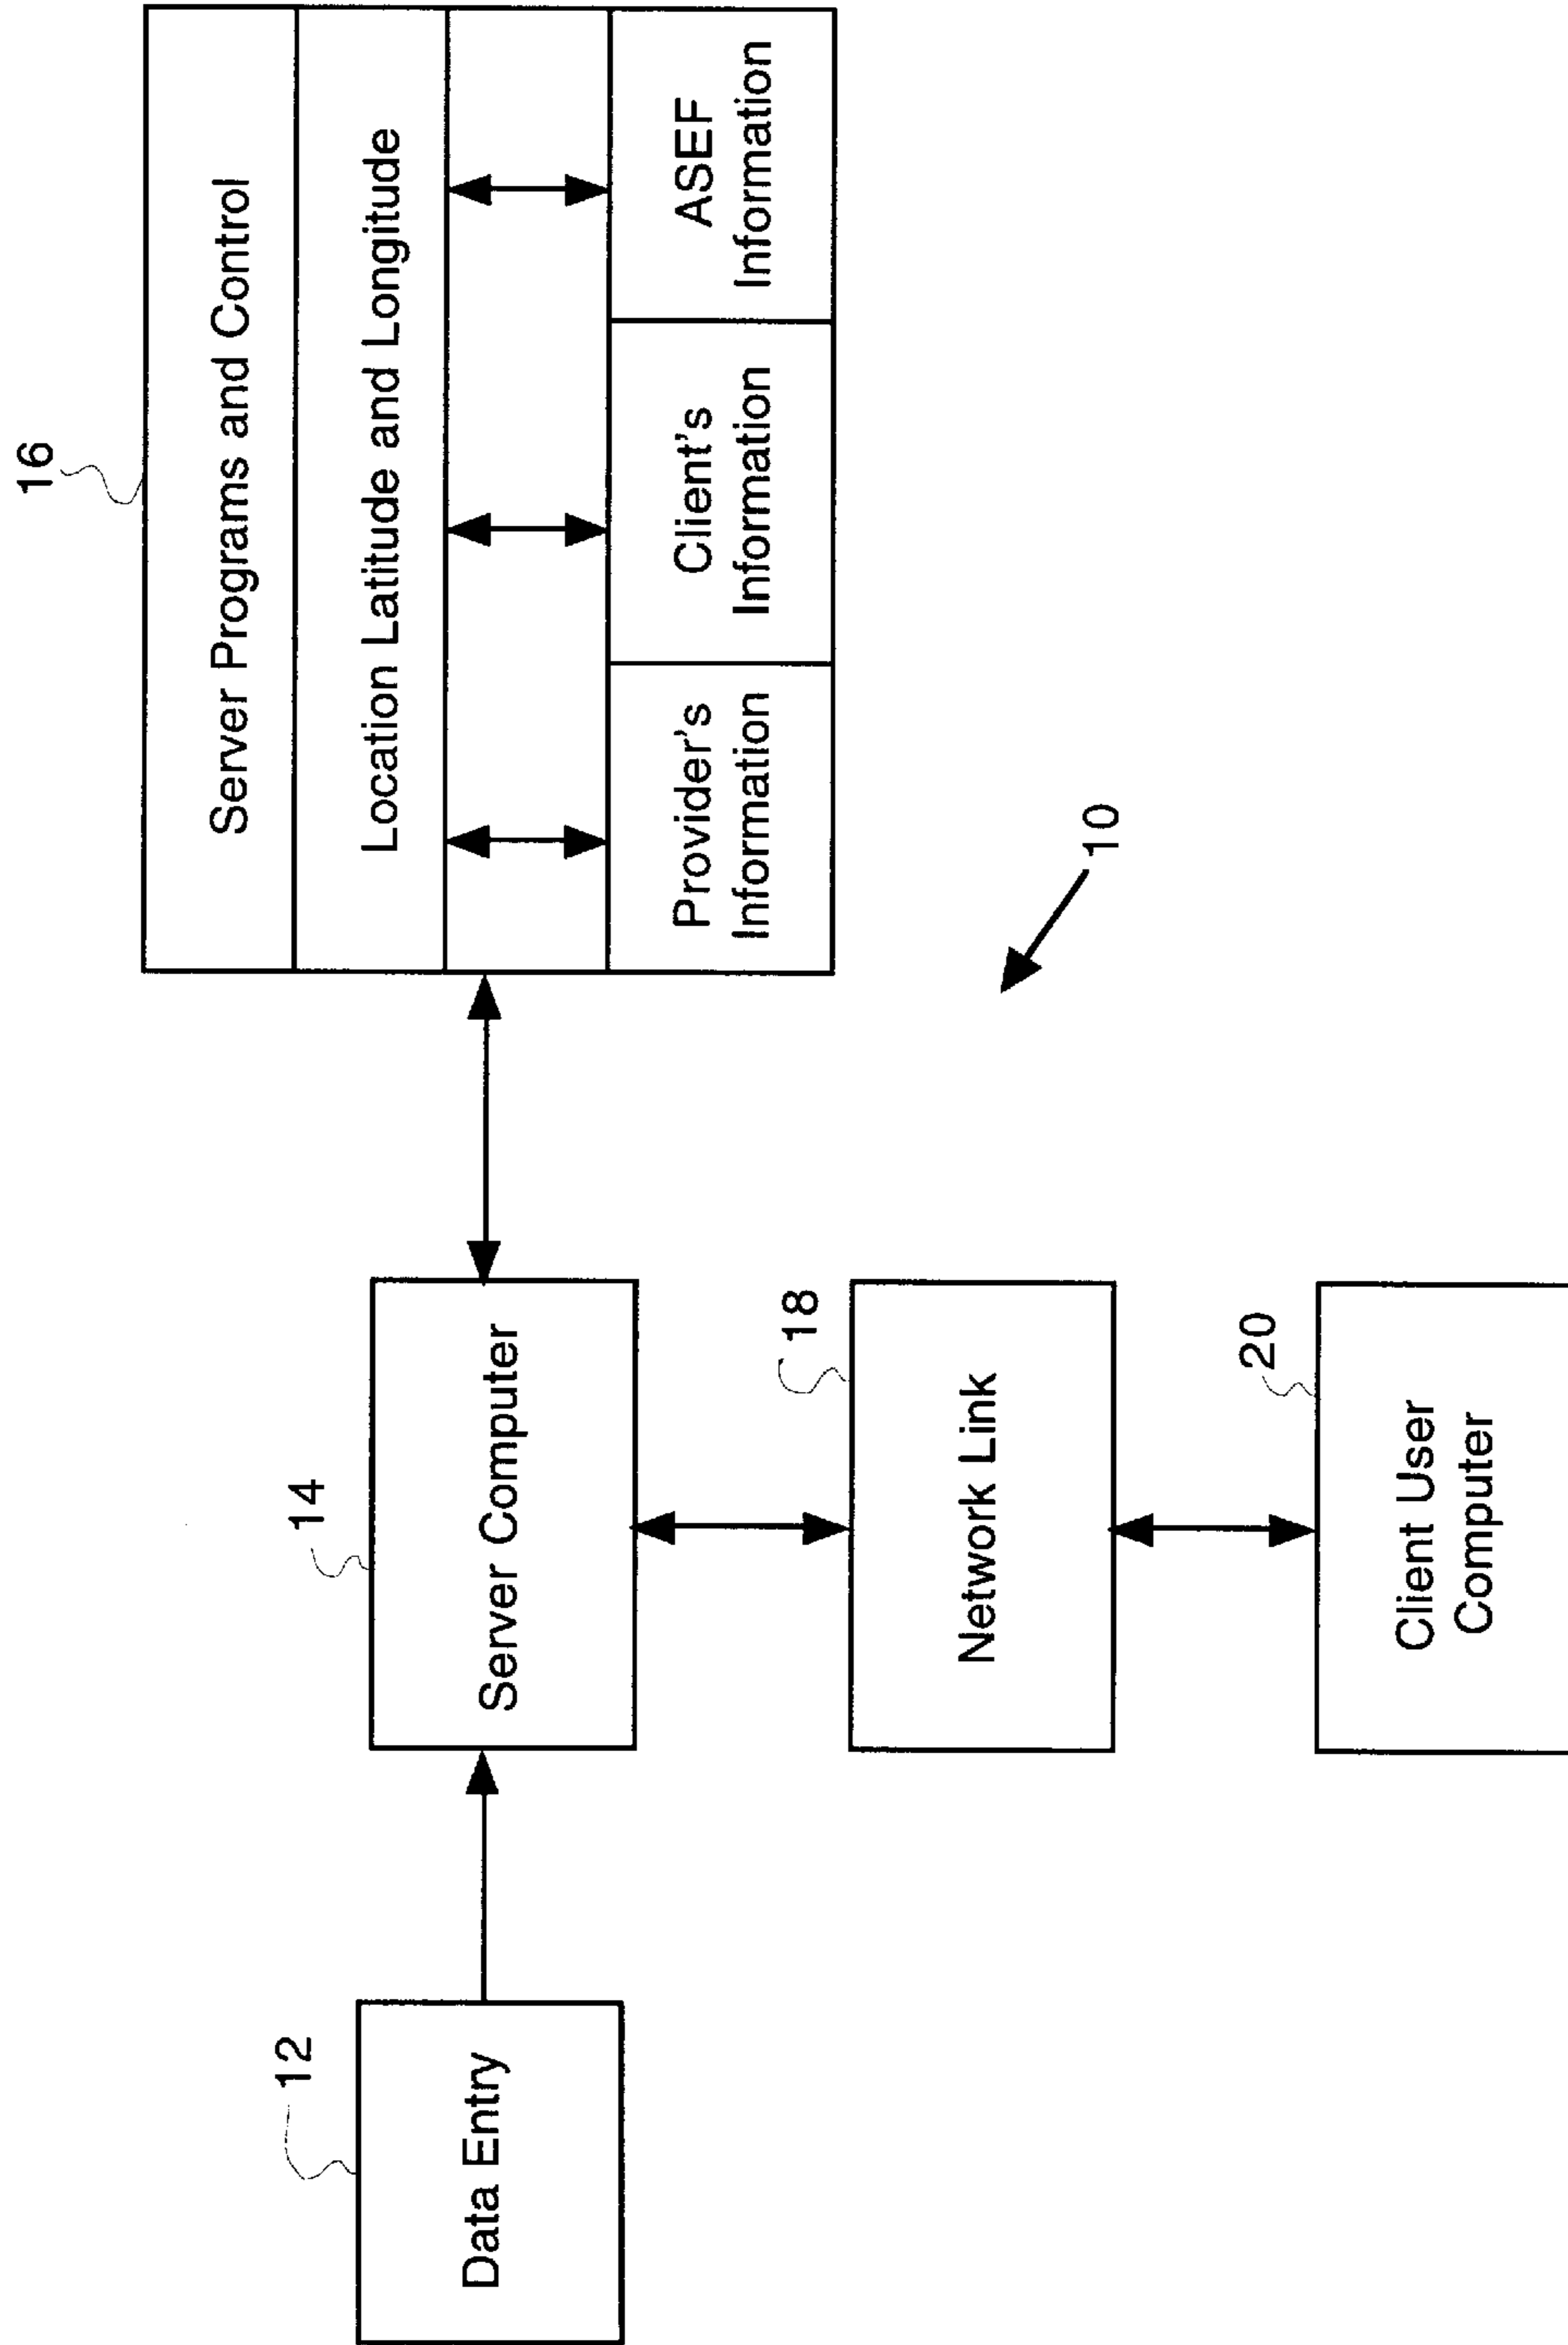 16
Server Programs and Control
Location Latitude and Longitude
Provider's
Information
Client's
Information
ASEF
Information
12
Data Entry
14
Server Computer
18
Network Link
20
Client User
Computer
10